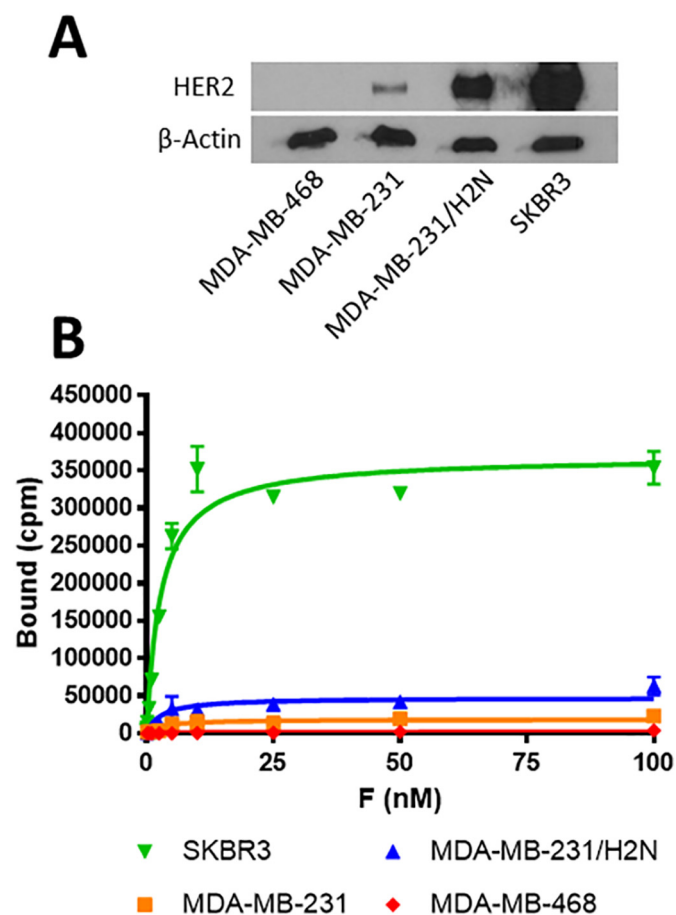 A
HER2
β-Actin
MDA-MB-468
MDA-MB-231
MDA-MB-231/H2N
SKBR3
B
450000
400000
350000
300000
250000
200000
150000
100000
50000
0
Bound (cpm)
0 25 50 75 100
F (nM)
SKBR3 MDA-MB-231/H2N
MDA-MB-231 MDA-MB-468